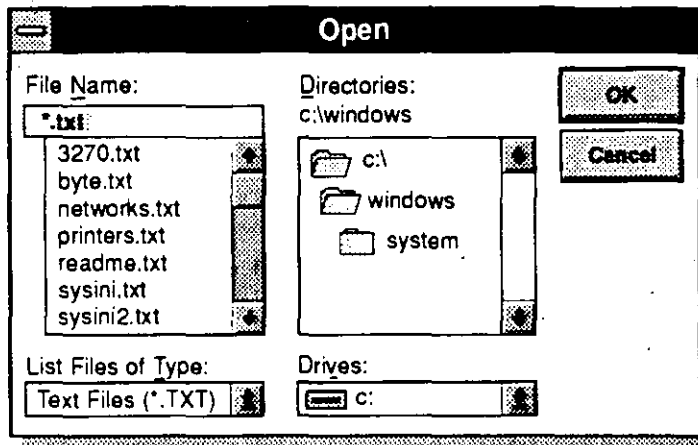 Open
File Name:
*.txt
3270.txt
byte.txt
networks.txt
printers.txt
readme.txt
sysini.txt
sysini2.txt
List Files of Type:
Text Files (*.TXT)
Directories:
c:\windows
c:\
windows
system
Drives:
c:
OK
Cancel